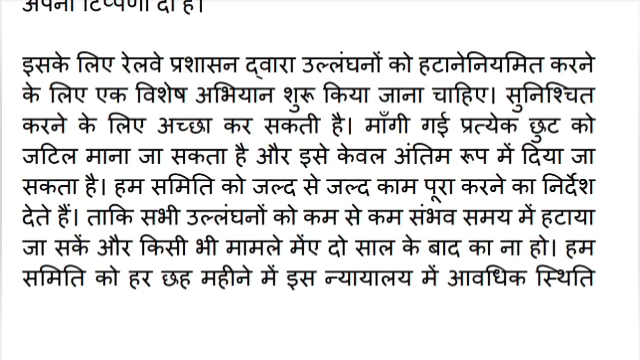 अपनी टिप्पणी दी है।
इसके लिए रेलवे प्रशासन द्वारा उल्लंघनों को हटानेनियमित करने
के लिए एक विशेष अभियान शुरू किया जाना चाहिए। सुनिश्चित
करने के लिए अच्छा कर सकती है। माँगी गई प्रत्येक छुट को
जटिल माना जा सकता है और इसे केवल अंतिम रूप में दिया जा
सकता है। हम समिति को जल्द से जल्द काम पूरा करने का निर्देश
देते हैं। ताकि सभी उल्लंघनों को कम से कम संभव समय में हटाया
जा सकें और किसी भी मामले मेंए दो साल के बाद का ना हो। हम
समिति को हर छह महीने में इस न्यायालय में आवधिक स्थिति